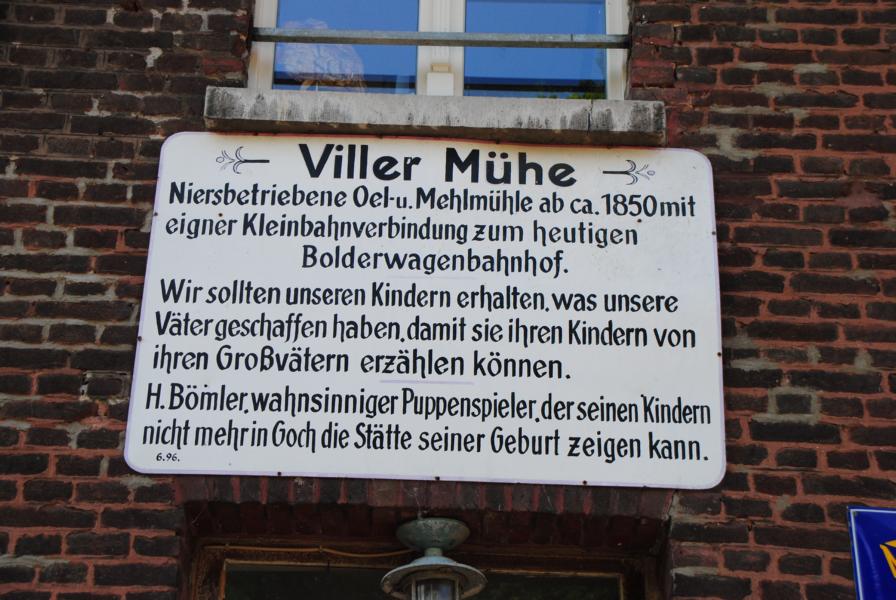 Viller Mühe
Niersbetriebene Oel-u. Mehlmühle ab ca. 1850 mit
eigner Kleinbahnverbindung zum heutigen
Bolderwagenbahnhof.
Wir sollten unseren Kindern erhalten, was unsere
Väter geschaffen haben, damit sie ihren Kindern von
ihren Großvätern erzählen können.
H. Bömler, wahnsinniger Puppenspieler, der seinen Kindern
nicht mehr in Goch die Stätte seiner Geburt zeigen kann.
6.96.